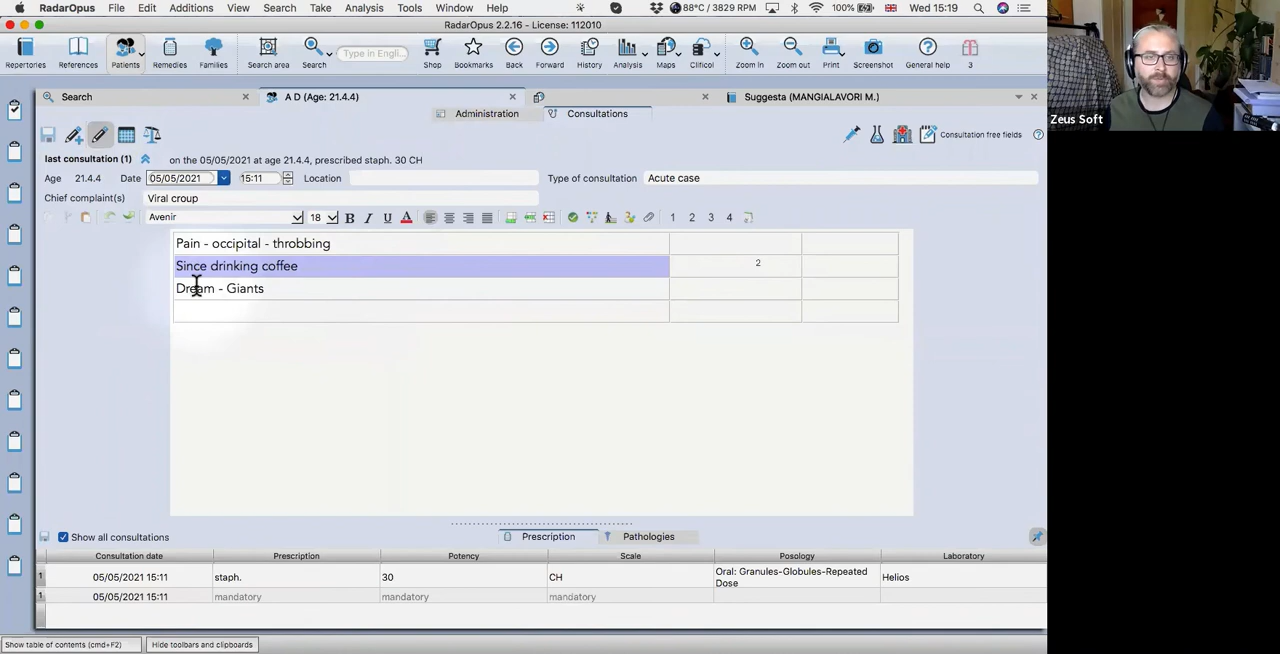 RadarOpus File Edit Additions View Search Take Analysis Tools Window Help 88°C / 3829 RPM 100% Wed 15:19
RadarOpus 2.2.16 - License: 112010
Type in Engli...
Repertories References Patients Remedies Families Search area Search Shop Bookmarks Back Forward History Analysis Maps Clificol Zoom in Zoom out Print Screenshot General help 3
Search A D (Age: 21.4.4) Suggesta (MANGIALAVORI M.)
Zeus Soft
Administration Consultations
Consultation free fields
last consultation (1) on the 05/05/2021 at age 21.4.4, prescribed staph. 30 CH
Age 21.4.4 Date 05/05/2021 15:11 Location Type of consultation Acute case
Chief complaint(s) Viral croup
Avenir 18 B I U A 1 2 3 4
Pain - occipital - throbbing
Since drinking coffee 2
Dream - Giants
Show all consultations Prescription Pathologies
Consultation date Prescription Potency Scale Posology Laboratory
1 05/05/2021 15:11 staph. 30 CH Oral: Granules-Globules-Repeated Dose Helios
1 05/05/2021 15:11 mandatory mandatory mandatory
Show table of contents (cmd+F2) Hide toolbars and clipboards